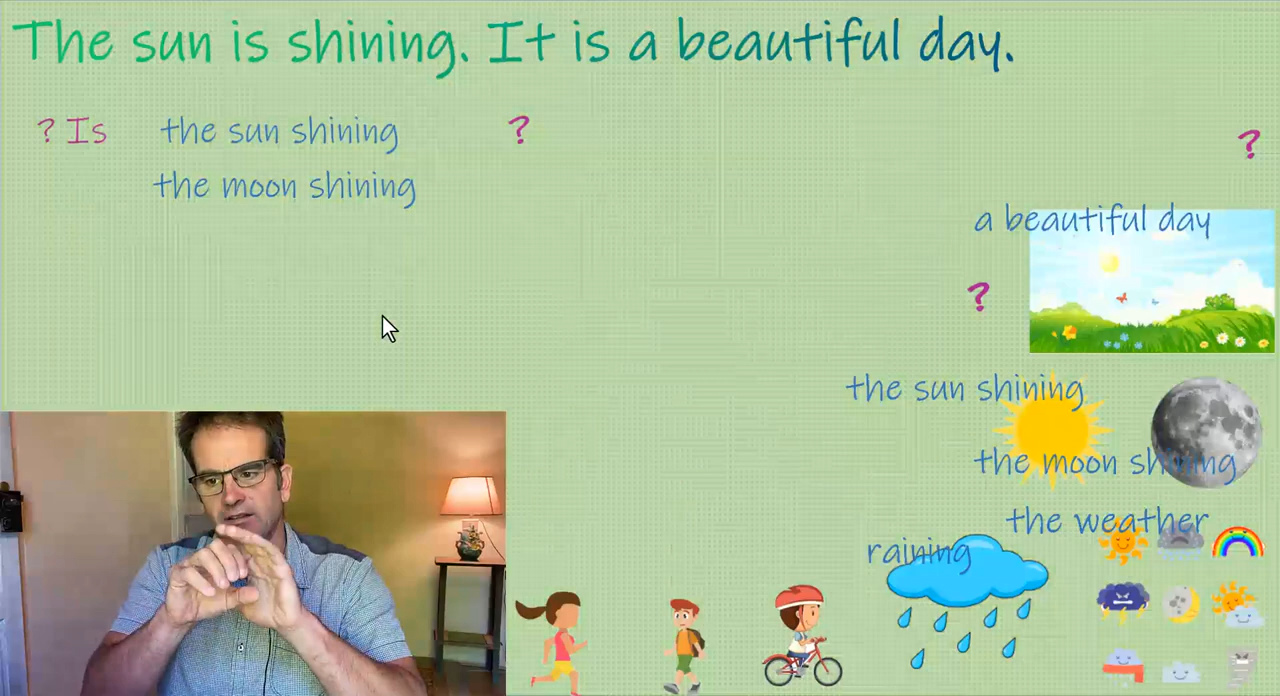 The sun is shining. It is a beautiful day.
? Is the sun shining ?
?
the moon shining
a beautiful day
?
the sun shining
the moon shining
the weather
raining